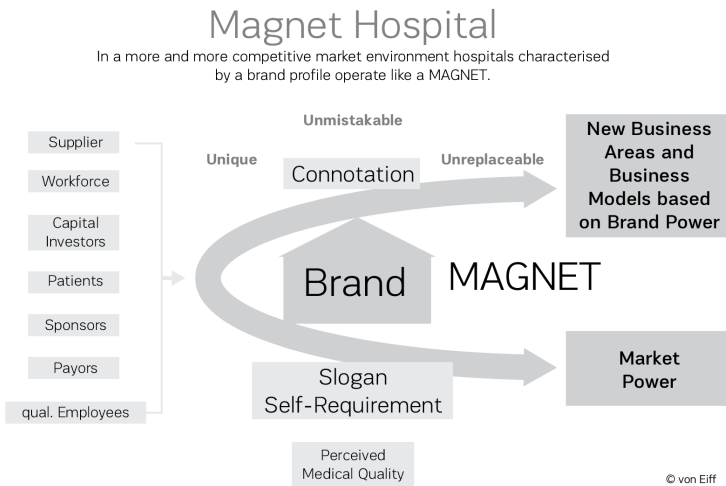 Magnet Hospital
In a more and more competitive market environment hospitals characterised
by a brand profile operate like a MAGNET.
Supplier
Workforce
Capital
Investors
Patients
Sponsors
Payors
qual. Employees
Unmistakable
Unique
Unreplaceable
Connotation
Brand
MAGNET
Slogan
Self-Requirement
Perceived
Medical Quality
New Business
Areas and
Business
Models based
on Brand Power
Market
Power
© von Eiff